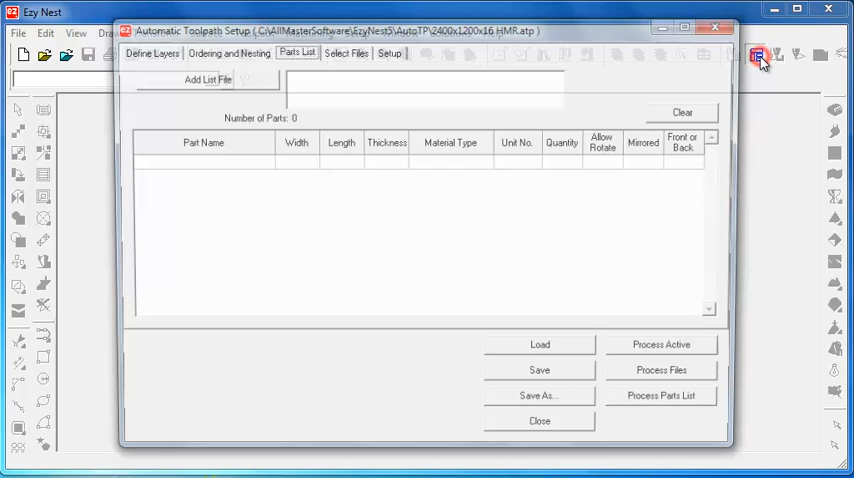 Ezy Nest
Automatic Toolpath Setup ( C:\AllMasterSoftware\EzyNest5\AutoTP\2400x1200x16 HMR.atp )
File Edit View
Define Layers Ordering and Nesting Parts List Select Files Setup
Add List File
Clear
Number of Parts: 0
Part Name Width Length Thickness Material Type Unit No. Quantity Allow Rotate Mirrored Front or Back
Load Process Active
Save Process Files
Save As... Process Parts List
Close